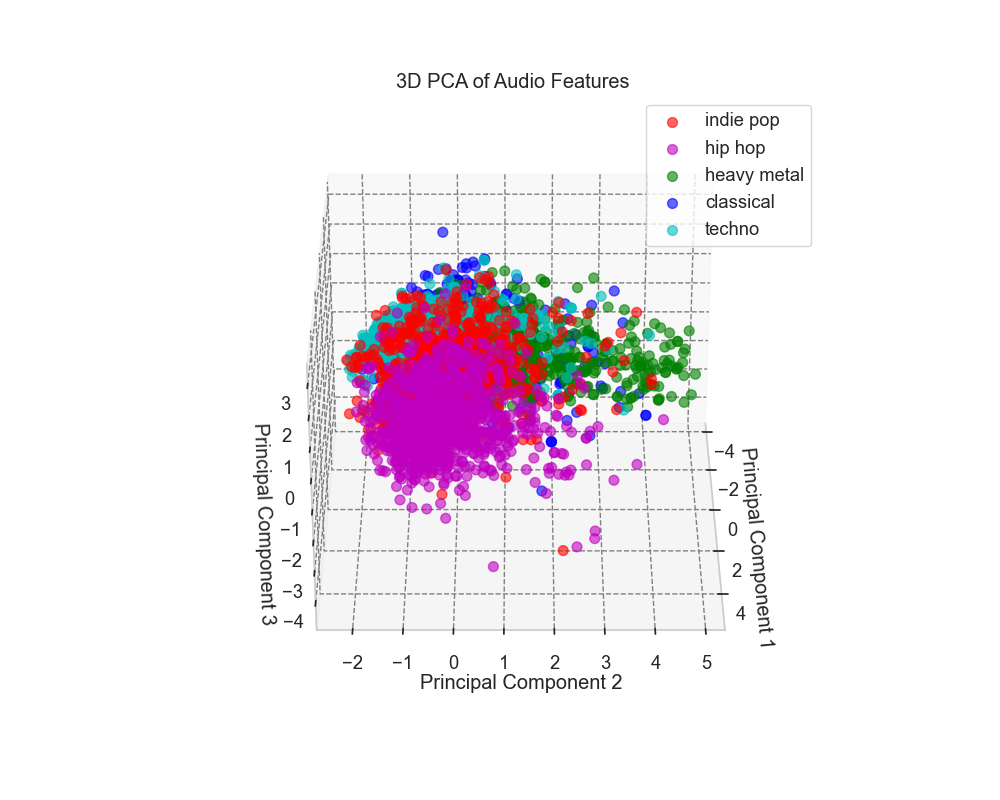 3D PCA of Audio Features
indie pop
hip hop
heavy metal
classical
techno
3
2
1
0
−1
−2
−3
−4
Principal Component 3
−4
−2
0
2
4
Principal Component 1
−2 −1 0 1 2 3 4 5
Principal Component 2